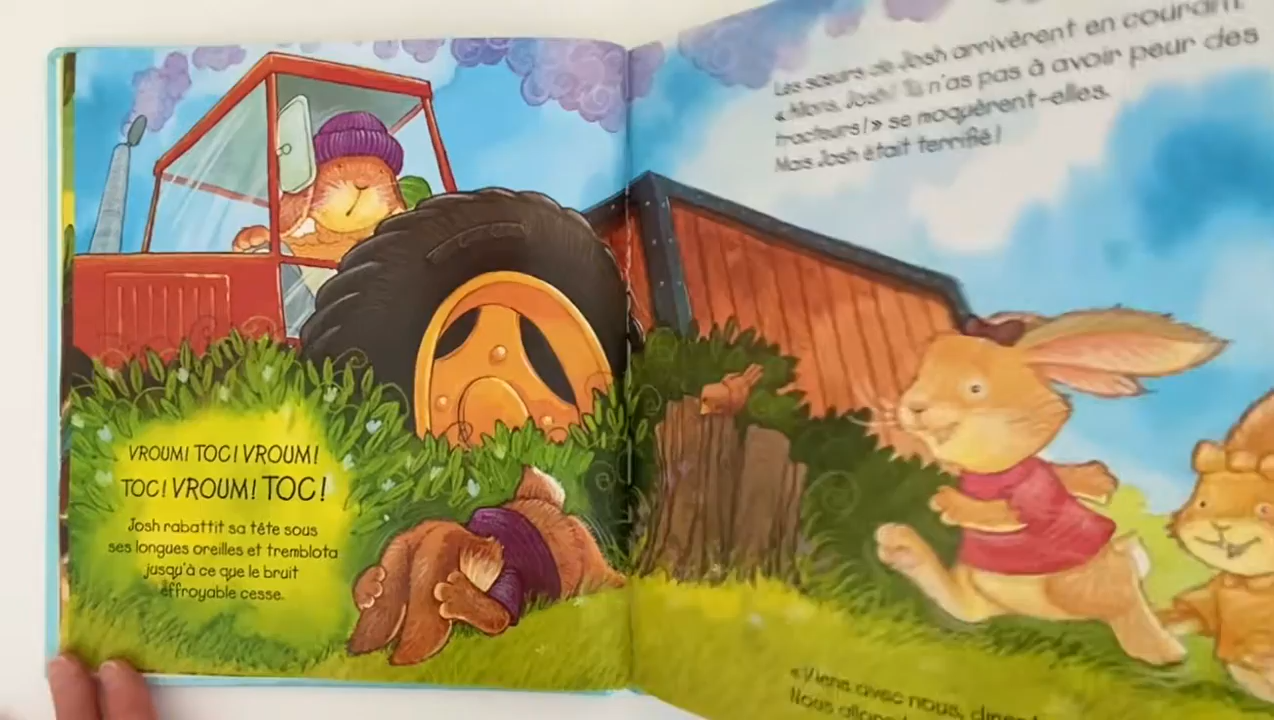 VROUM! TOC! VROUM!
TOC! VROUM! TOC!
Josh rabattit sa tête sous
ses longues oreilles et tremblota
jusqu'à ce que le bruit
effroyable cesse.
Les sœurs de Josh arrivèrent en courant.
« Allons, Josh! Tu n'as pas à avoir peur des
tracteurs! » se moquèrent-elles.
Mais Josh était terrifié!
« Viens avec nous, dirent
Nous allons